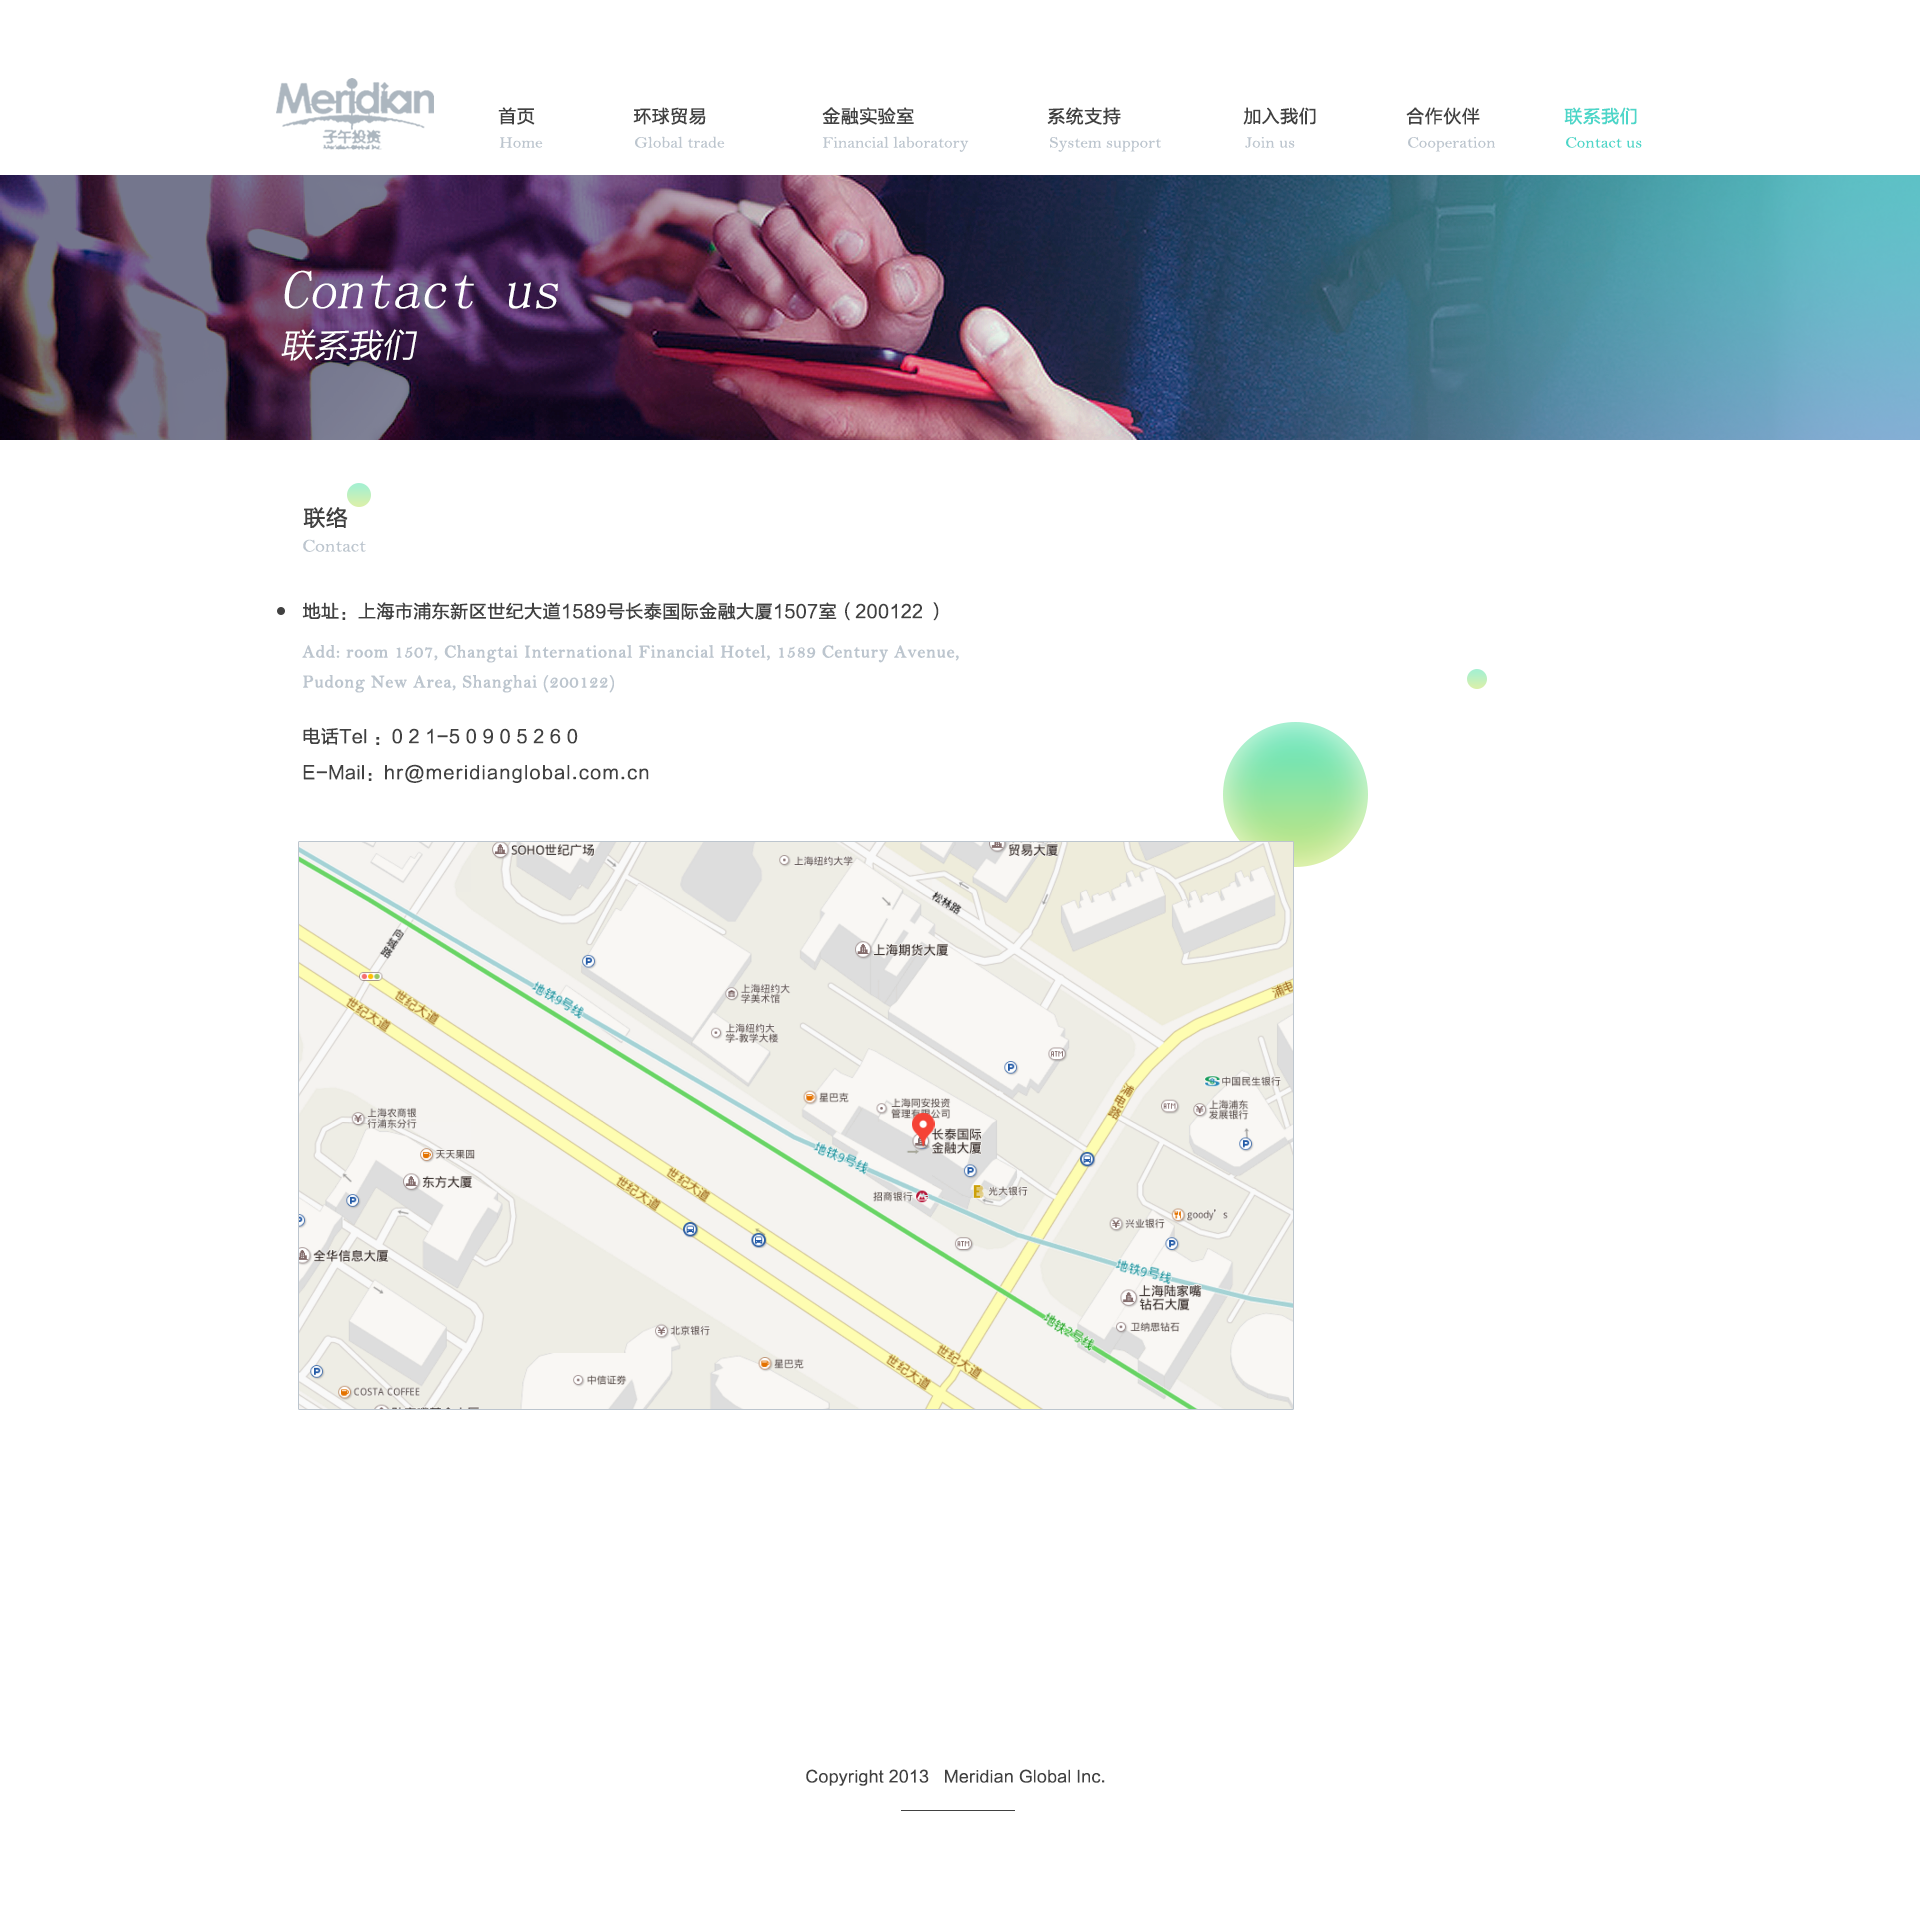 Meridian
子午投资
首页
Home
环球贸易
Global trade
金融实验室
Financial laboratory
系统支持
System support
加入我们
Join us
合作伙伴
Cooperation
联系我们
Contact us
Contact us
联系我们
联络
Contact
地址：上海市浦东新区世纪大道1589号长泰国际金融大厦1507室（200122 ）
Add: room 1507, Changtai International Financial Hotel, 1589 Century Avenue,
Pudong New Area, Shanghai (200122)
电话Tel ：021-50905260
E-Mail：hr@meridianglobal.com.cn
SOHO世纪广场
上海纽约大学
贸易大厦
松林路
向城路
上海期货大厦
P
地铁9号线
上海纽约大
学美术馆
世纪大道
世纪大道
浦电
上海纽约大
学-教学大楼
ATM
P
中国民生银行
浦电路
星巴克
上海同安投资
管理有限公司
ATM
上海浦东
发展银行
上海农商银
行浦东分行
长泰国际
金融大厦
P
天天果园
地铁9号线
P
东方大厦
世纪大道
世纪大道
招商银行
光大银行
P
P
兴业银行
goody's
ATM
P
全华信息大厦
地铁9号线
上海陆家嘴
钻石大厦
地铁2号线
卫纳思钻石
北京银行
世纪大道
世纪大道
星巴克
P
中信证券
COSTA COFFEE
Copyright 2013 Meridian Global Inc.